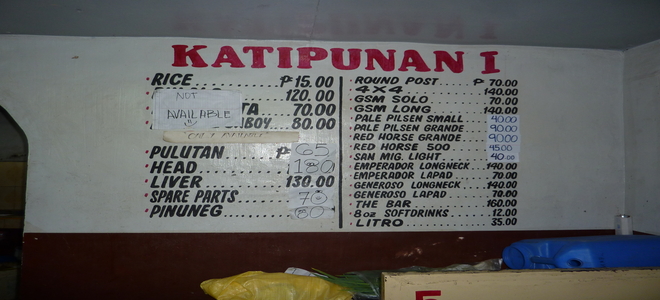 KATIPUNAN I
RICE ₱15.00
120.00
NOT AVAILABLE
TA 70.00
BOY 80.00
PULUTAN ₱ 65
HEAD 180
LIVER 130.00
SPARE PARTS 70
PINUNEG 80
ROUND POST ₱ 70.00
4X4 140.00
GSM SOLO 70.00
GSM LONG 140.00
PALE PILSEN SMALL 40.00
PALE PILSEN GRANDE 90.00
RED HORSE GRANDE 90.00
RED HORSE 500 45.00
SAN MIG. LIGHT 40.00
EMPERADOR LONGNECK 140.00
EMPERADOR LAPAD 70.00
GENEROSO LONGNECK 140.00
GENEROSO LAPAD 70.00
THE BAR 160.00
8oz SOFTDRINKS 12.00
LITRO 35.00